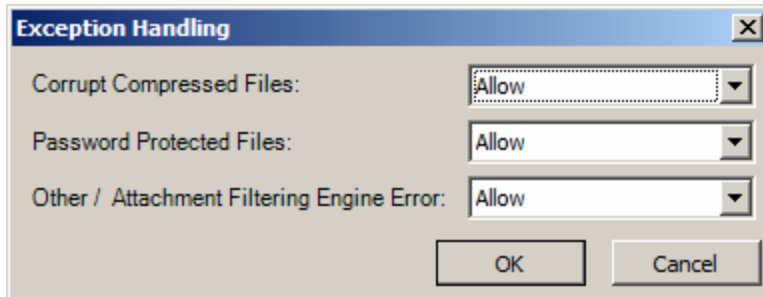 Exception Handling
Corrupt Compressed Files: Allow
Password Protected Files: Allow
Other / Attachment Filtering Engine Error: Allow
OK Cancel